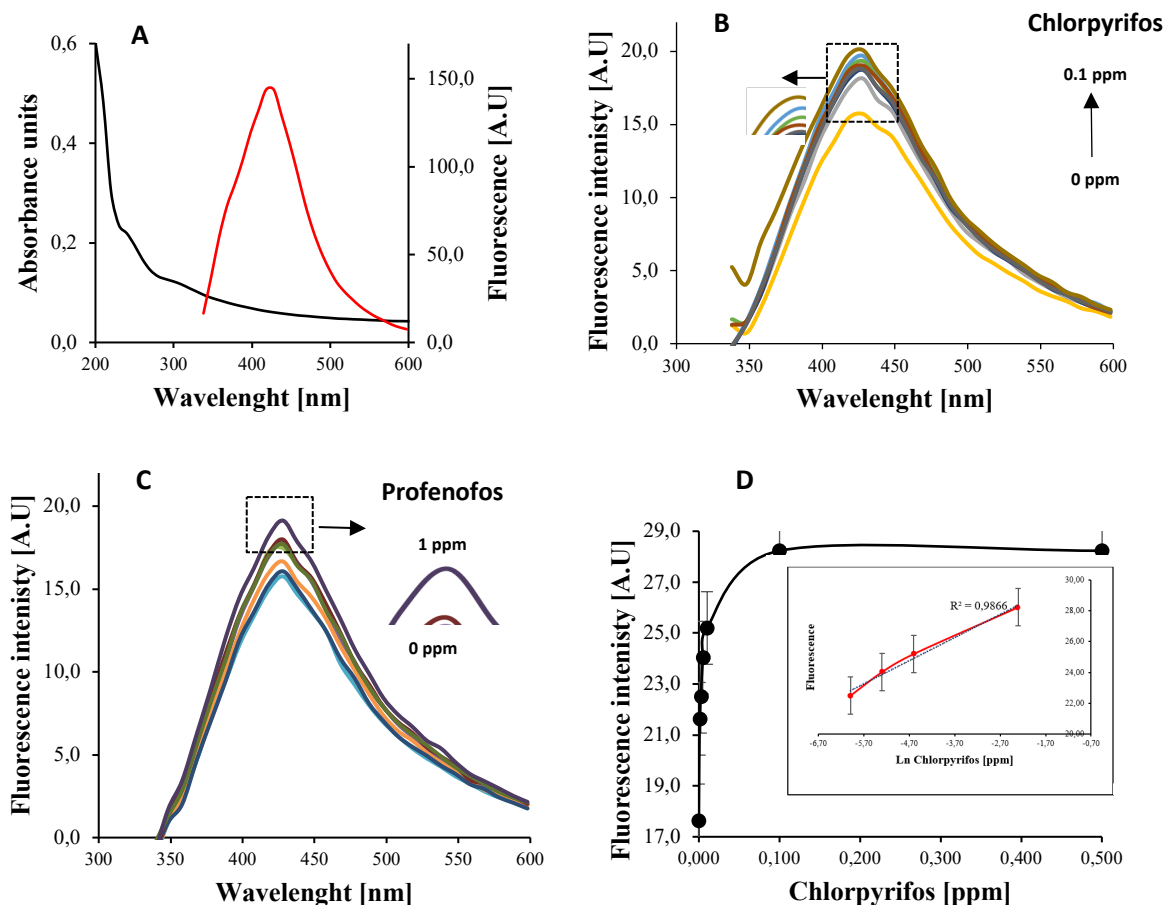 A
0,6
0,4
0,2
0,0
Absorbance units
200
300
400
500
600
Wavelenght [nm]
150,0
100,0
50,0
0,0
Fluorescence [A.U]
B
Chlorpyrifos
0.1 ppm
0 ppm
20,0
15,0
10,0
5,0
0,0
Fluorescence intenisty [A.U]
300
350
400
450
500
550
600
Wavelenght [nm]
C
Profenofos
1 ppm
0 ppm
20,0
15,0
10,0
5,0
0,0
Fluorescence intenisty [A.U]
300
350
400
450
500
550
600
Wavelenght [nm]
D
29,0
27,0
25,0
23,0
21,0
19,0
17,0
Fluorescence intenisty [A.U]
0,000
0,100
0,200
0,300
0,400
0,500
Chlorpyrifos [ppm]
R² = 0,9866
30,00
28,00
26,00
24,00
22,00
20,00
Fluorescence
-6,70
-5,70
-4,70
-3,70
-2,70
-1,70
-0,70
Ln Chlorpyrifos [ppm]